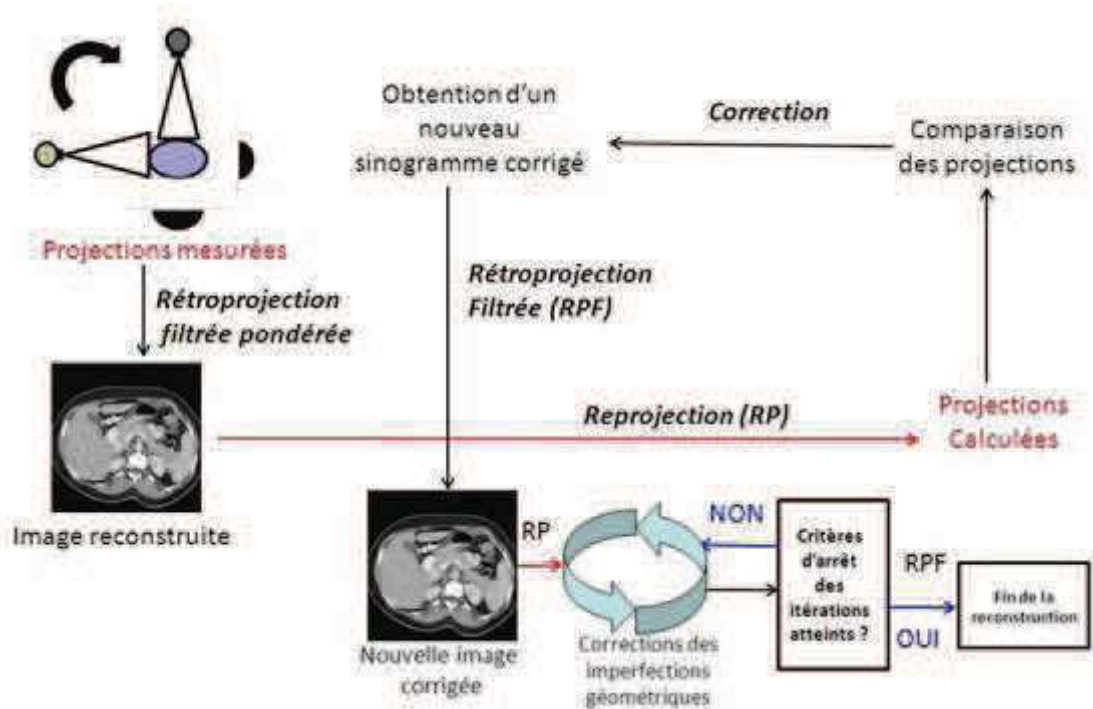 Obtention d'un
nouveau
sinogramme corrigé
Correction
Comparaison
des projections
Projections mesurées
Rétroprojection
filtrée pondérée
Rétroprojection
Filtrée (RPF)
Reprojection (RP)
Projections
Calculées
Image reconstruite
RP
NON
Critères
d'arrêt
des
itérations
atteints ?
RPF
OUI
Fin de la
reconstruction
Nouvelle image
corrigée
Corrections des
imperfections
géométriques